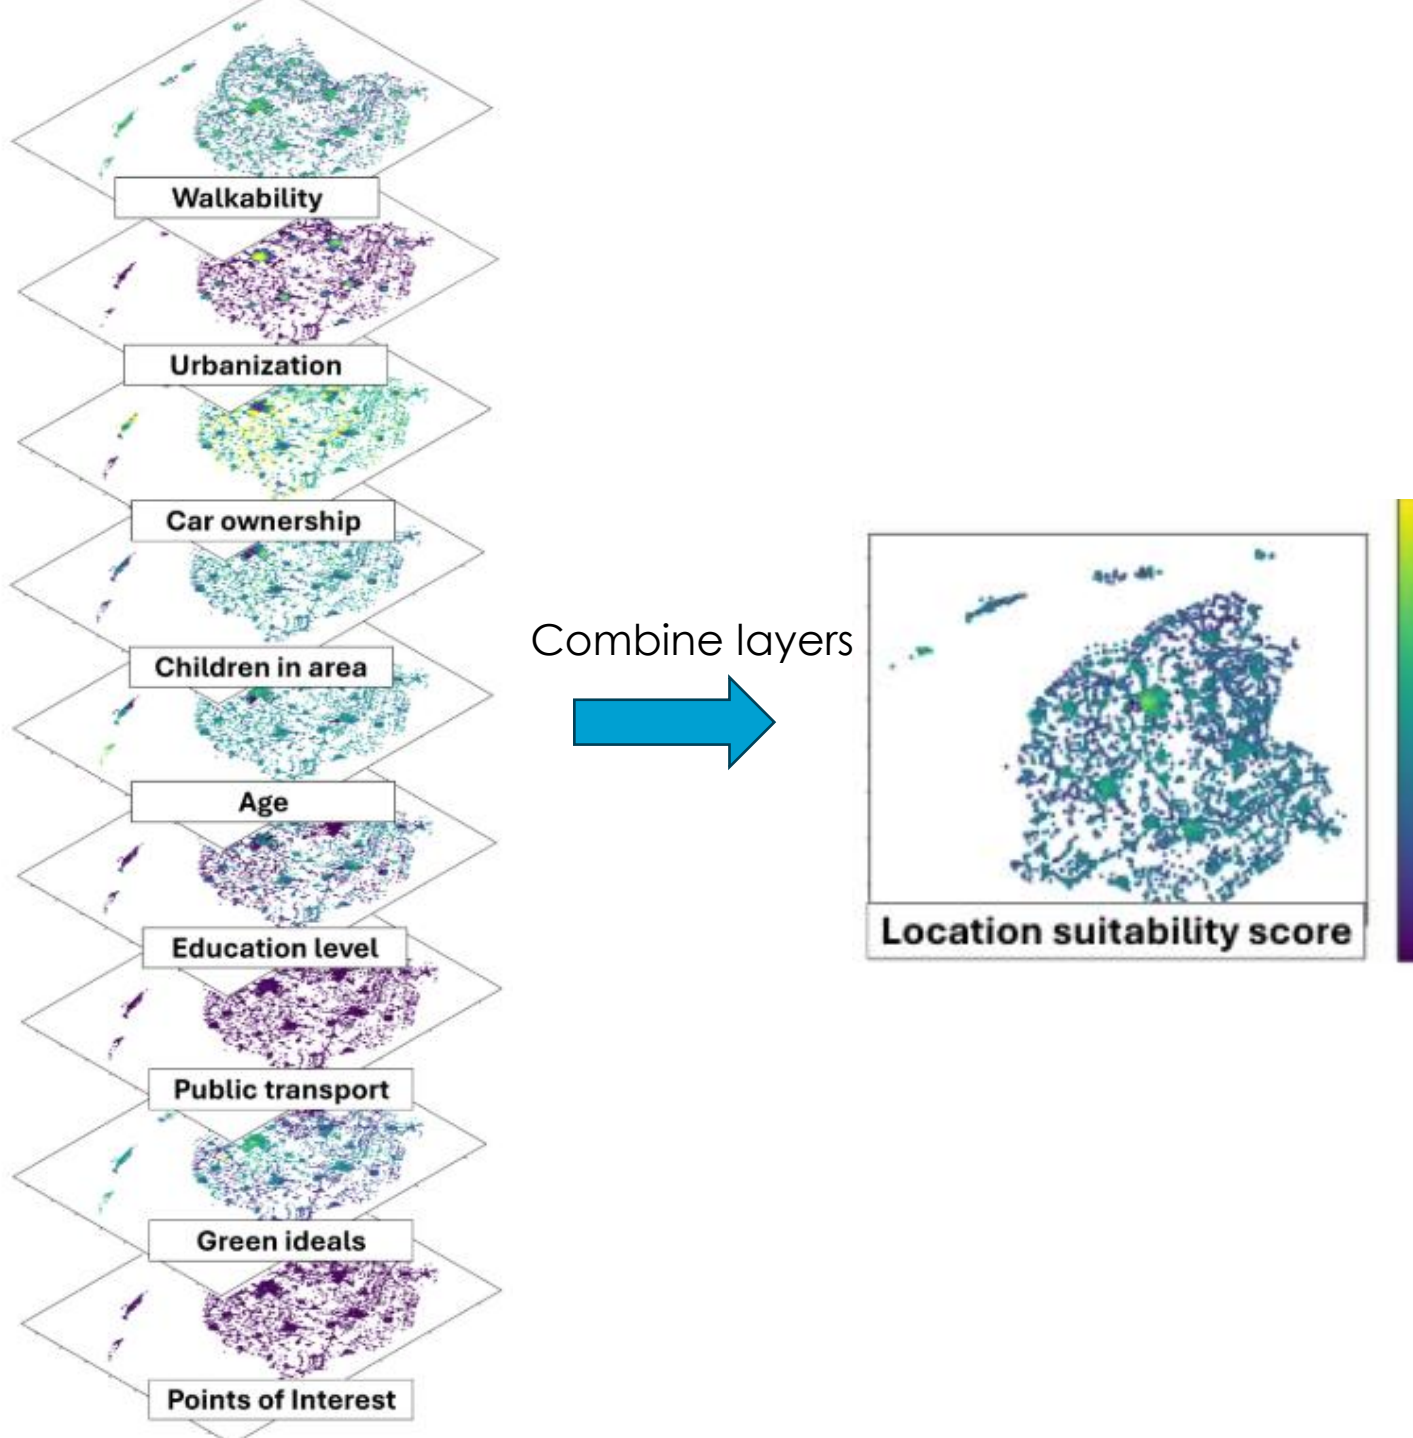 Walkability
Urbanization
Car ownership
Children in area
Age
Education level
Public transport
Green ideals
Points of Interest
Combine layers
Location suitability score